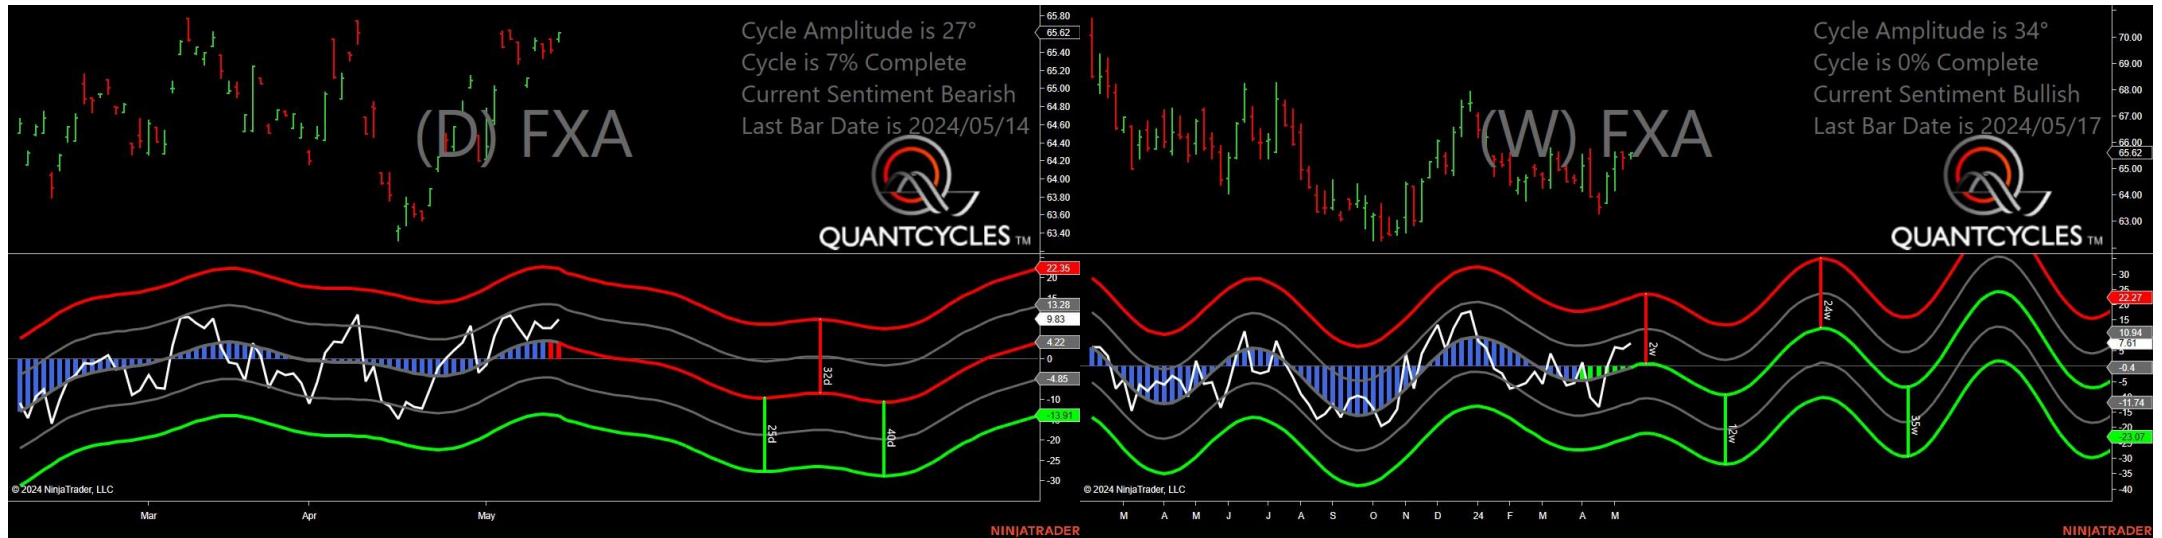 Cycle Amplitude is 27°
Cycle is 7% Complete
Current Sentiment Bearish
Last Bar Date is 2024/05/14
(D) FXA
QUANTCYCLES TM
65.80
65.62
65.40
65.20
65.00
64.80
64.60
64.40
64.20
64.00
63.80
63.60
63.40
22.35
20
13.28
9.83
4.22
0
-4.85
-10
-13.91
-20
-25
-30
25d
32d
40d
© 2024 NinjaTrader, LLC
Mar Apr May
NINJATRADER
Cycle Amplitude is 34°
Cycle is 0% Complete
Current Sentiment Bullish
Last Bar Date is 2024/05/17
(W) FXA
QUANTCYCLES TM
70.00
69.00
68.00
67.00
66.00
65.62
65.00
64.00
63.00
30
25
22.27
15
10.94
7.61
5
-0.4
-5
-11.74
-15
-20
-23.07
-30
-35
-40
2w
12w
24w
35w
© 2024 NinjaTrader, LLC
M A M J J A S O N D 24 F M A M
NINJATRADER